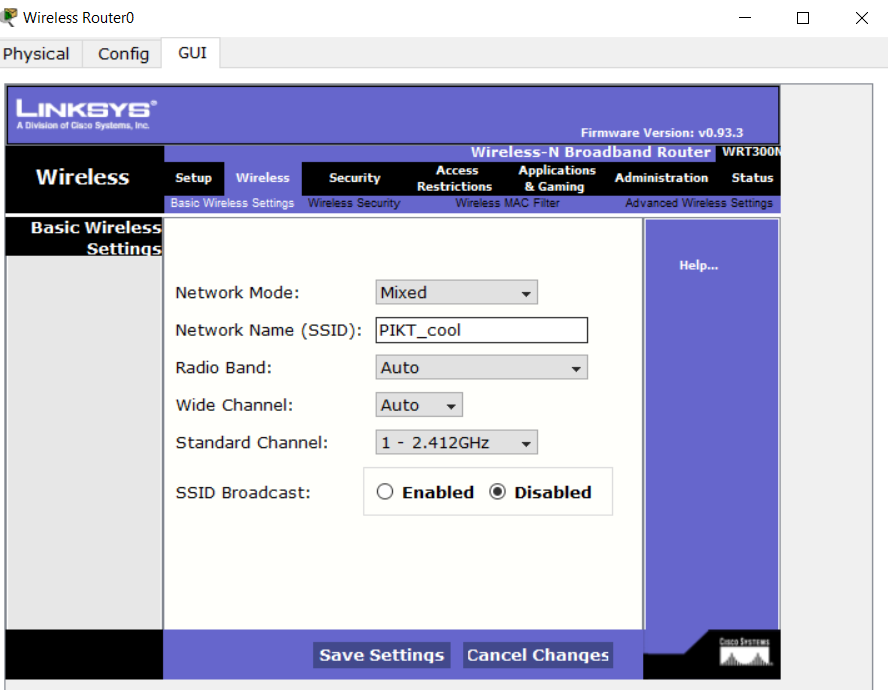 Wireless Router0
Physical Config GUI
LINKSYS®
A Division of Cisco Systems, Inc.
Firmware Version: v0.93.3
Wireless-N Broadband Router WRT300N
Wireless
Setup Wireless Security Access Restrictions Applications & Gaming Administration Status
Basic Wireless Settings Wireless Security Wireless MAC Filter Advanced Wireless Settings
Basic Wireless
Settings
Help...
Network Mode: Mixed
Network Name (SSID): PIKT_cool
Radio Band: Auto
Wide Channel: Auto
Standard Channel: 1 - 2.412GHz
SSID Broadcast: Enabled Disabled
Save Settings Cancel Changes
CISCO SYSTEMS